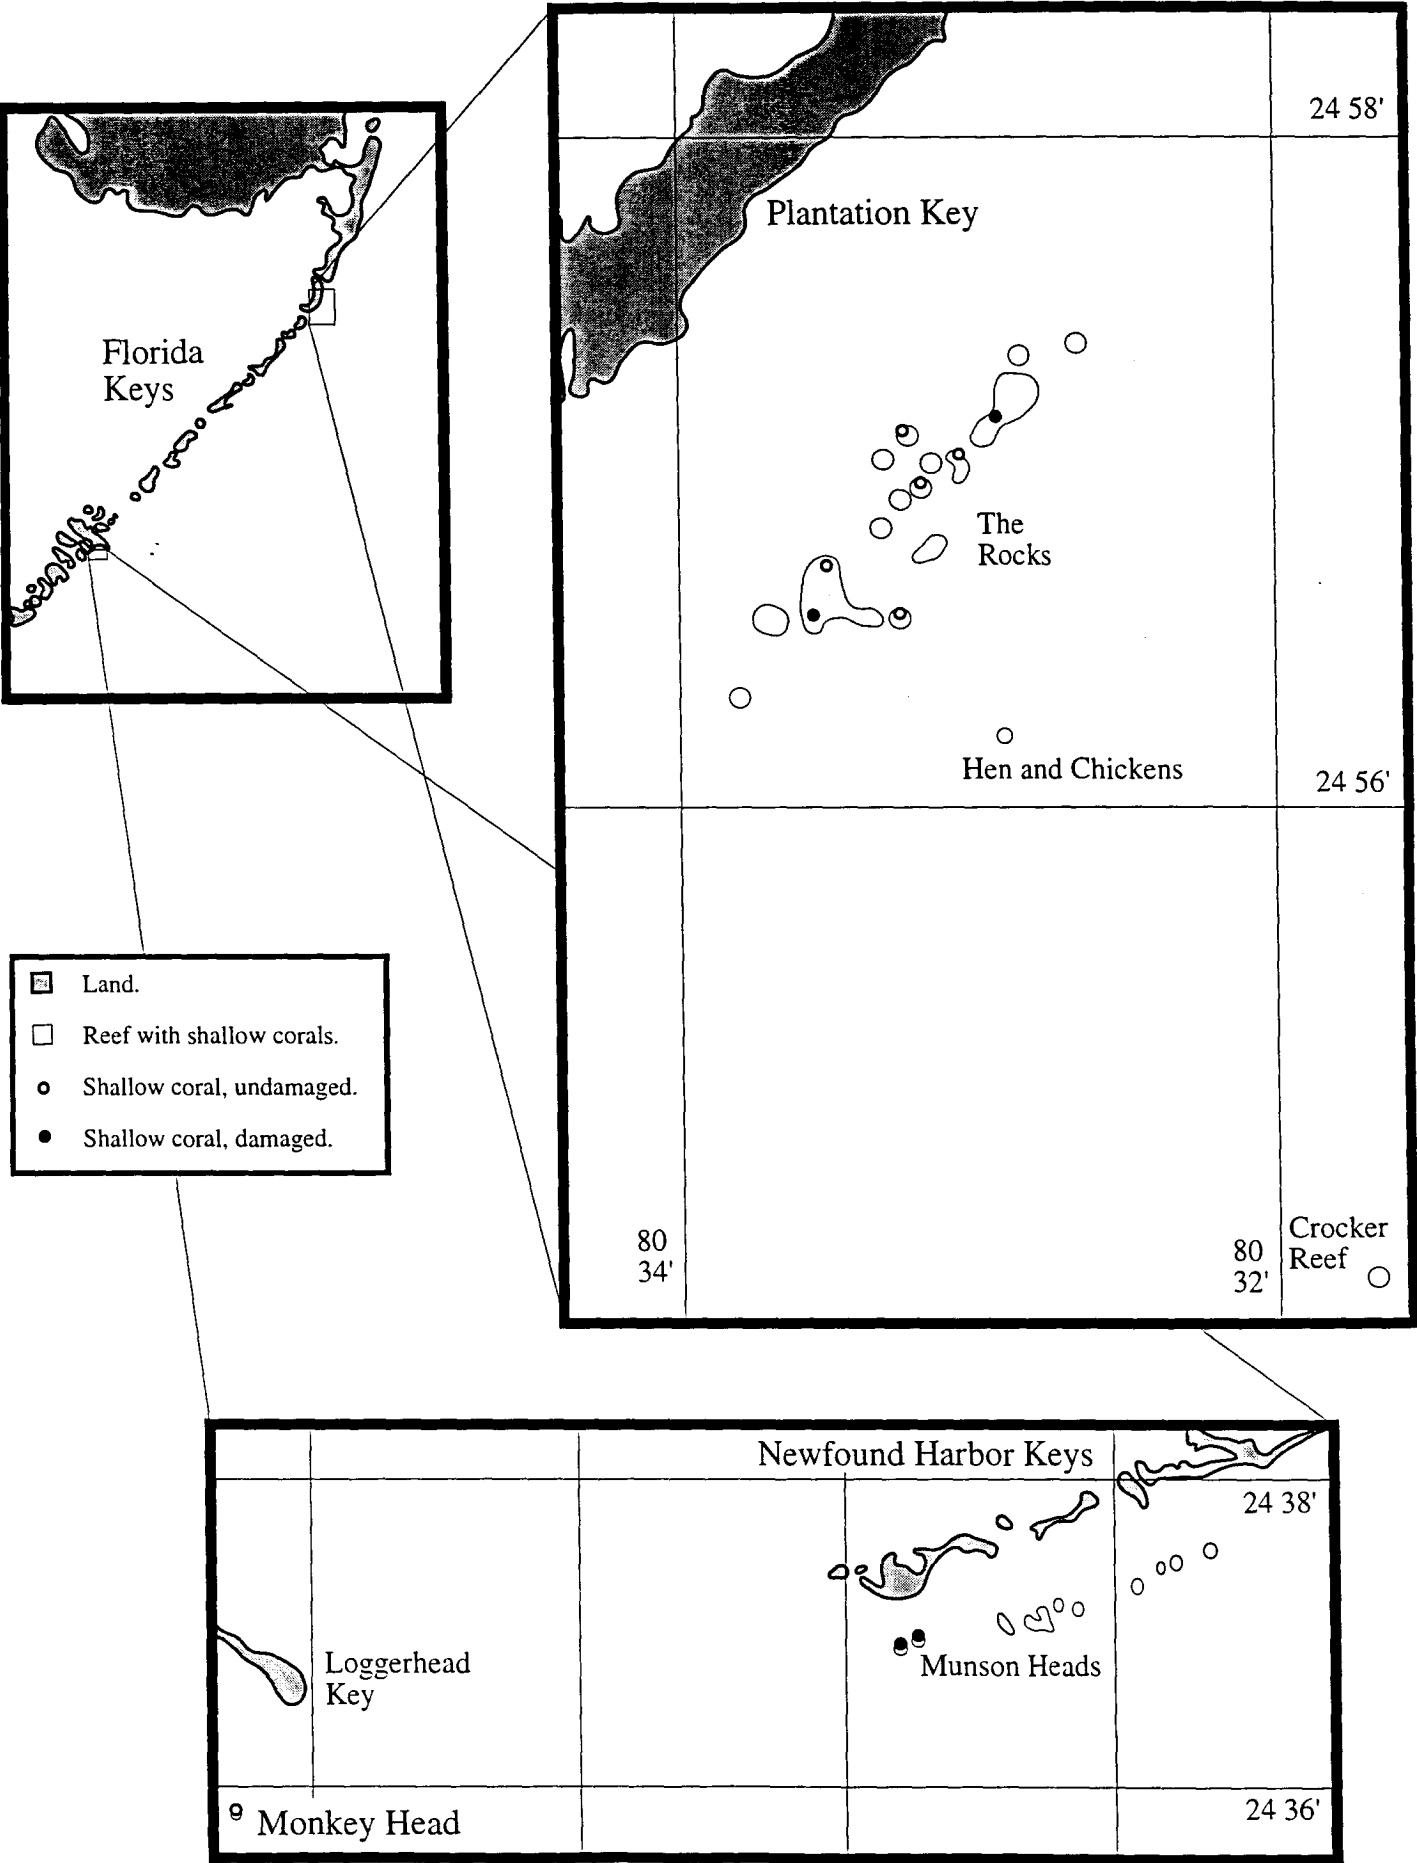 24 58'
Plantation Key
Florida
Keys
The
Rocks
Hen and Chickens
24 56'
Land.
Reef with shallow corals.
Shallow coral, undamaged.
Shallow coral, damaged.
80
34'
80
32'
Crocker
Reef
Newfound Harbor Keys
24 38'
Loggerhead
Key
Munson Heads
Monkey Head
24 36'